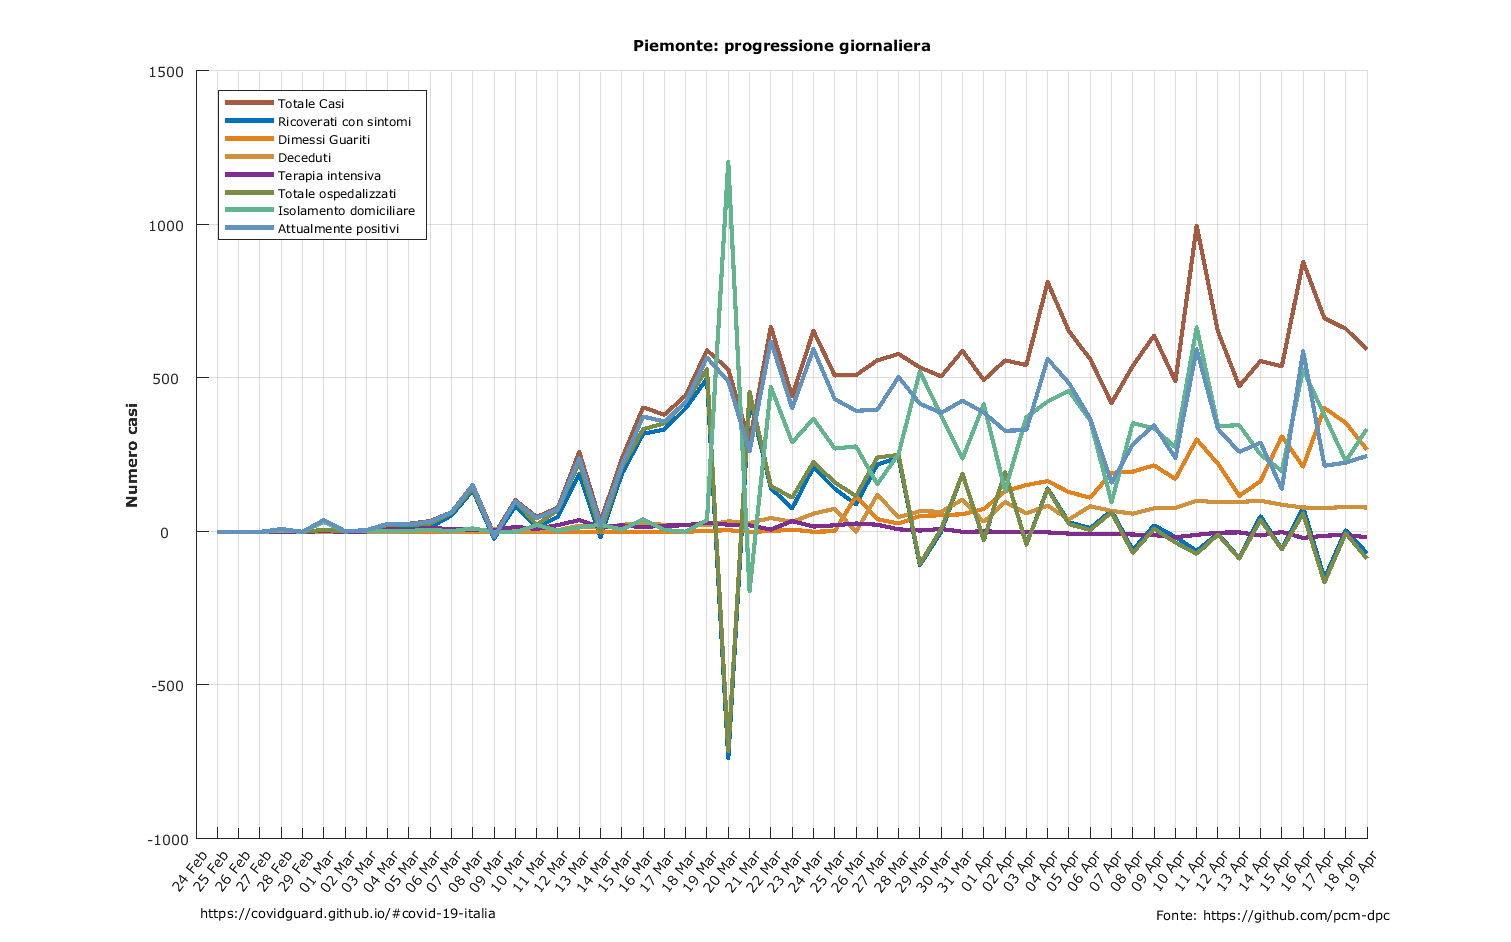 Piemonte: progressione giornaliera
1500
1000
500
0
-500
-1000
Numero casi
Totale Casi
Ricoverati con sintomi
Dimessi Guariti
Deceduti
Terapia intensiva
Totale ospedalizzati
Isolamento domiciliare
Attualmente positivi
24 Feb
25 Feb
26 Feb
27 Feb
28 Feb
29 Feb
01 Mar
02 Mar
03 Mar
04 Mar
05 Mar
06 Mar
07 Mar
08 Mar
09 Mar
10 Mar
11 Mar
12 Mar
13 Mar
14 Mar
15 Mar
16 Mar
17 Mar
18 Mar
19 Mar
20 Mar
21 Mar
22 Mar
23 Mar
24 Mar
25 Mar
26 Mar
27 Mar
28 Mar
29 Mar
30 Mar
31 Mar
01 Apr
02 Apr
03 Apr
04 Apr
05 Apr
06 Apr
07 Apr
08 Apr
09 Apr
10 Apr
11 Apr
12 Apr
13 Apr
14 Apr
15 Apr
16 Apr
17 Apr
18 Apr
19 Apr
https://covidguard.github.io/#covid-19-italia
Fonte: https://github.com/pcm-dpc